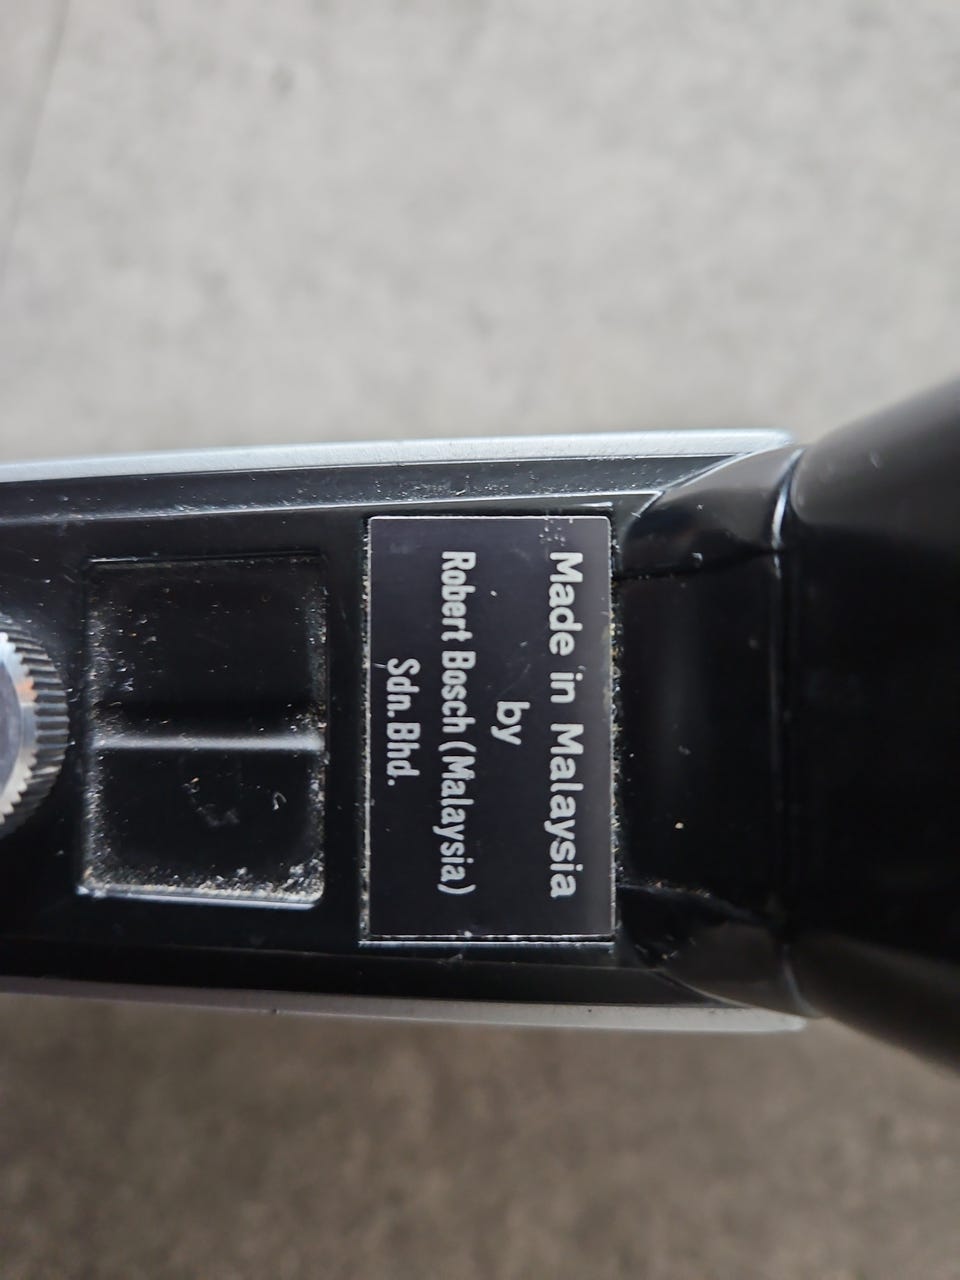 Made in Malaysia
by
Robert Bosch (Malaysia)
Sdn. Bhd.